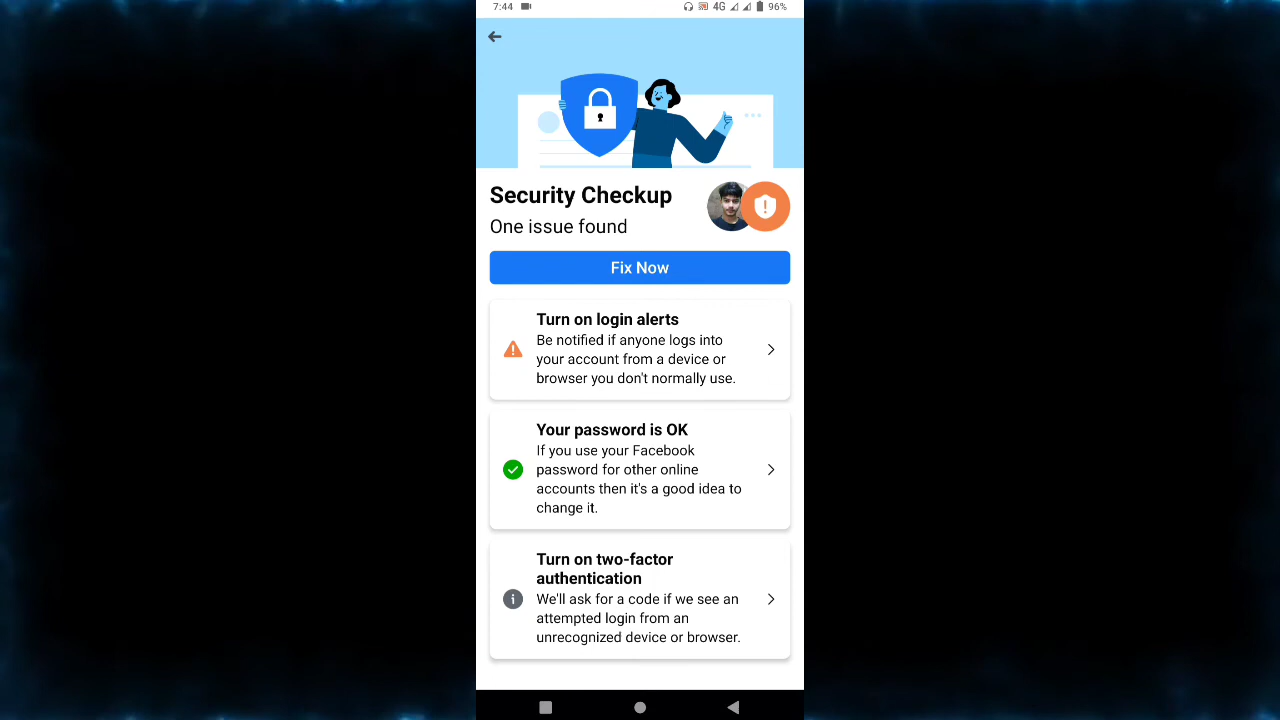 7:44 4G 96%
Security Checkup
One issue found
Fix Now
Turn on login alerts
Be notified if anyone logs into
your account from a device or
browser you don't normally use.
Your password is OK
If you use your Facebook
password for other online
accounts then it's a good idea to
change it.
Turn on two-factor
authentication
We'll ask for a code if we see an
attempted login from an
unrecognized device or browser.